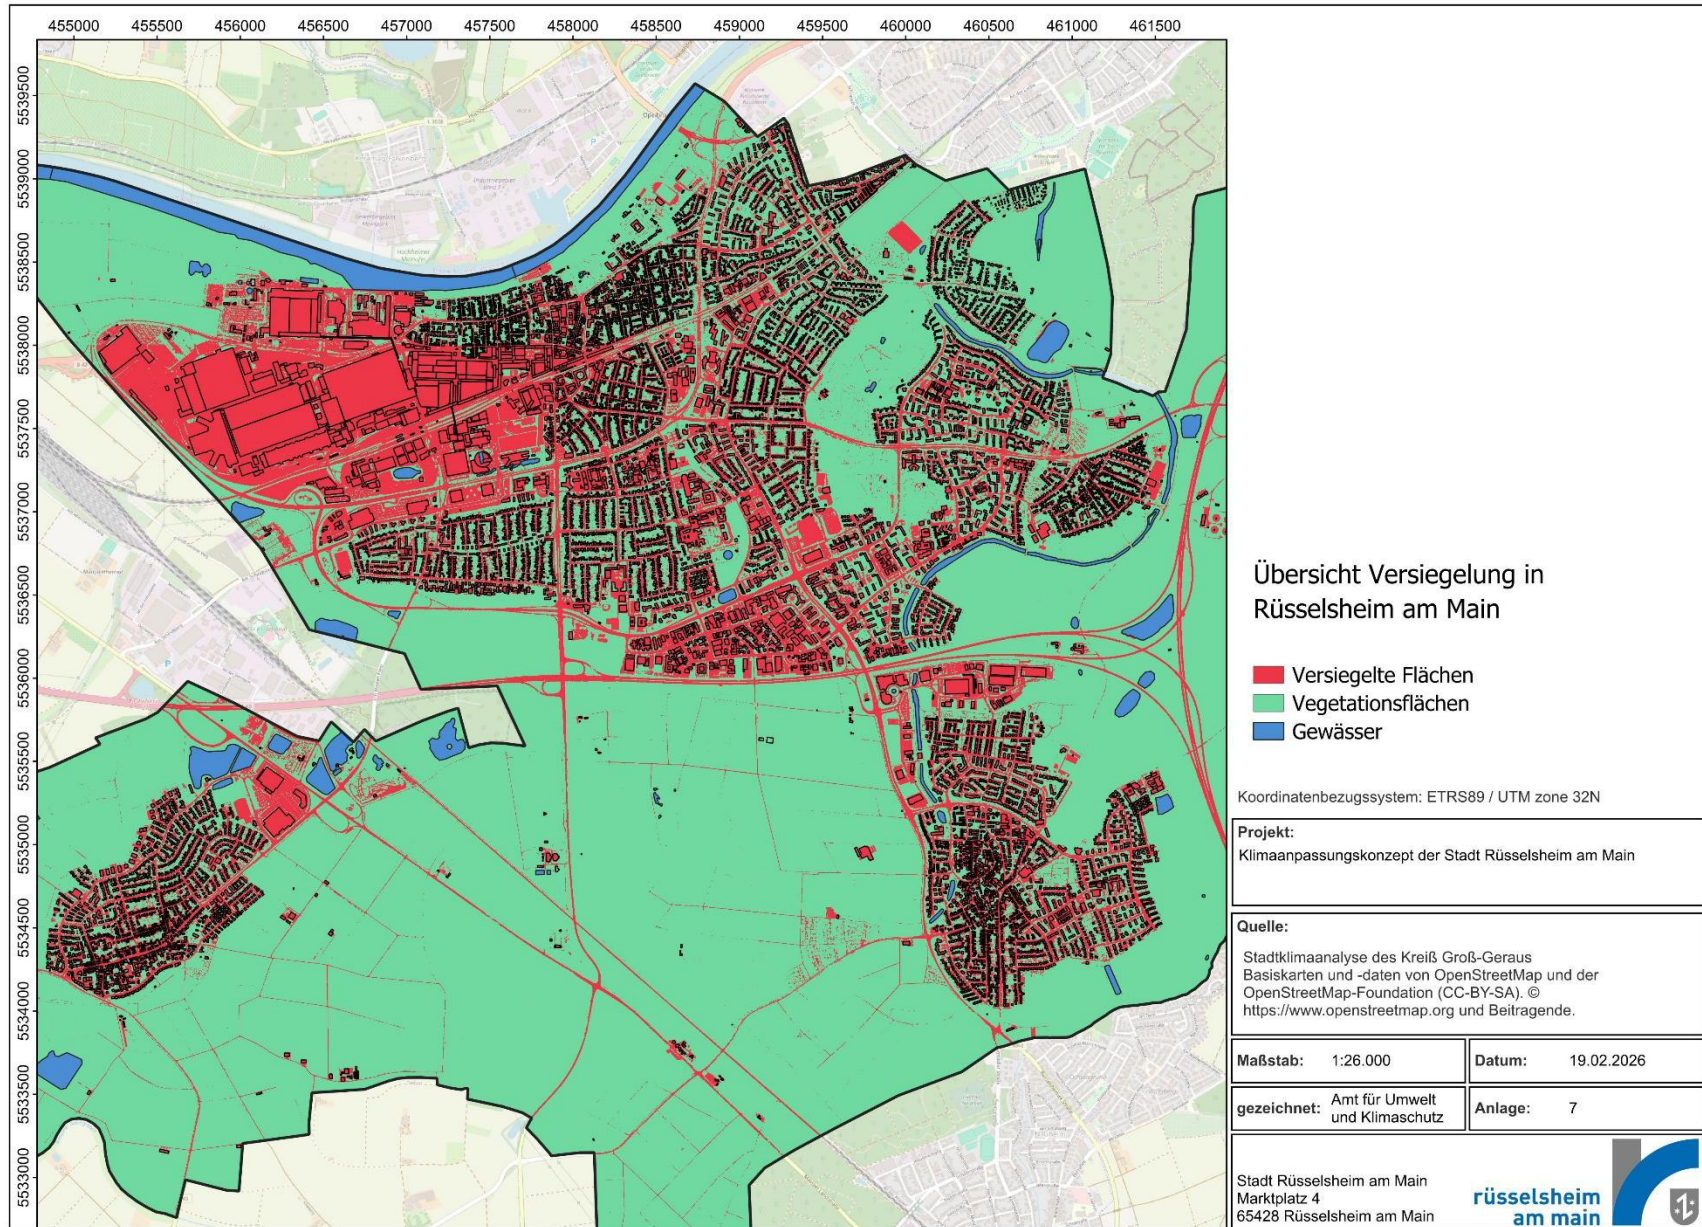 455000 455500 456000 456500 457000 457500 458000 458500 459000 459500 460000 460500 461000 461500
5539500
5539000
5538500
5538000
5537500
5537000
5536500
5536000
5535500
5535000
5534500
5534000
5533500
5533000
Übersicht Versiegelung in
Rüsselsheim am Main
Versiegelte Flächen
Vegetationsflächen
Gewässer
Koordinatenbezugssystem: ETRS89 / UTM zone 32N
Projekt:
Klimaanpassungskonzept der Stadt Rüsselsheim am Main
Quelle:
Stadtklimaanalyse des Kreiß Groß-Geraus
Basiskarten und -daten von OpenStreetMap und der
OpenStreetMap-Foundation (CC-BY-SA). ©
https://www.openstreetmap.org und Beitragende.
Maßstab: 1:26.000
Datum: 19.02.2026
gezeichnet: Amt für Umwelt
und Klimaschutz
Anlage: 7
Stadt Rüsselsheim am Main
Marktplatz 4
65428 Rüsselsheim am Main
rüsselsheim
am main